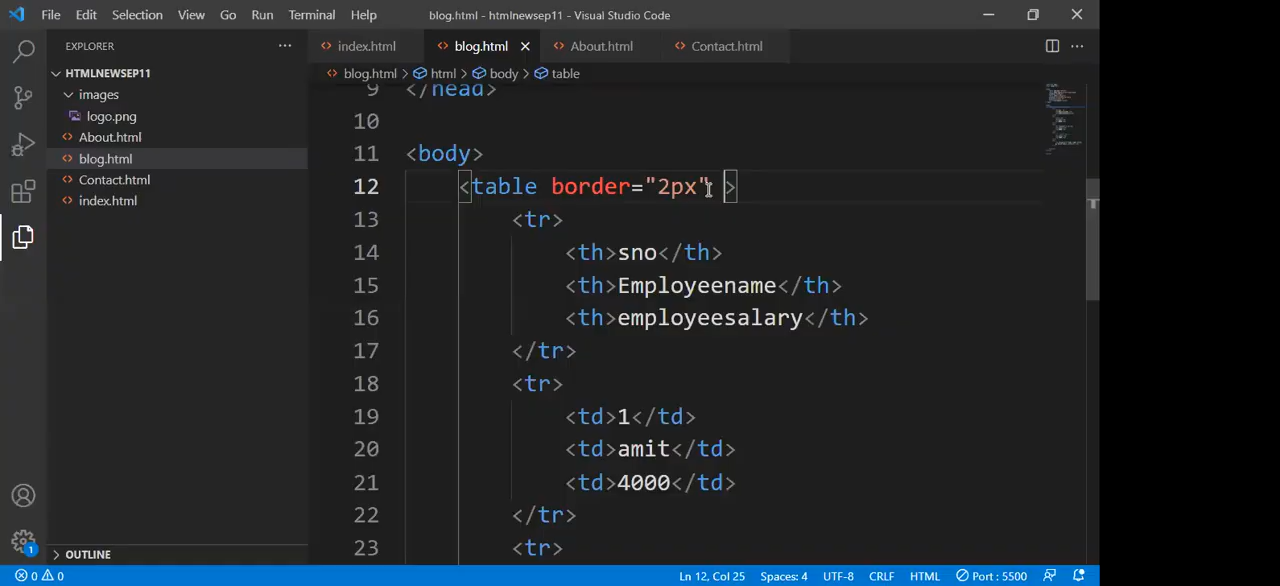 File Edit Selection View Go Run Terminal Help blog.html - htmlnewsep11 - Visual Studio Code
EXPLORER
HTMLNEWSEP11
images
logo.png
About.html
blog.html
Contact.html
index.html
OUTLINE
index.html blog.html About.html Contact.html
blog.html > html > body > table
9 </head>
10
11 <body>
12 <table border="2px" >
13 <tr>
14 <th>sno</th>
15 <th>Employeename</th>
16 <th>employeesalary</th>
17 </tr>
18 <tr>
19 <td>1</td>
20 <td>amit</td>
21 <td>4000</td>
22 </tr>
23 <tr>
1
0 0 Ln 12, Col 25 Spaces: 4 UTF-8 CRLF HTML Port : 5500